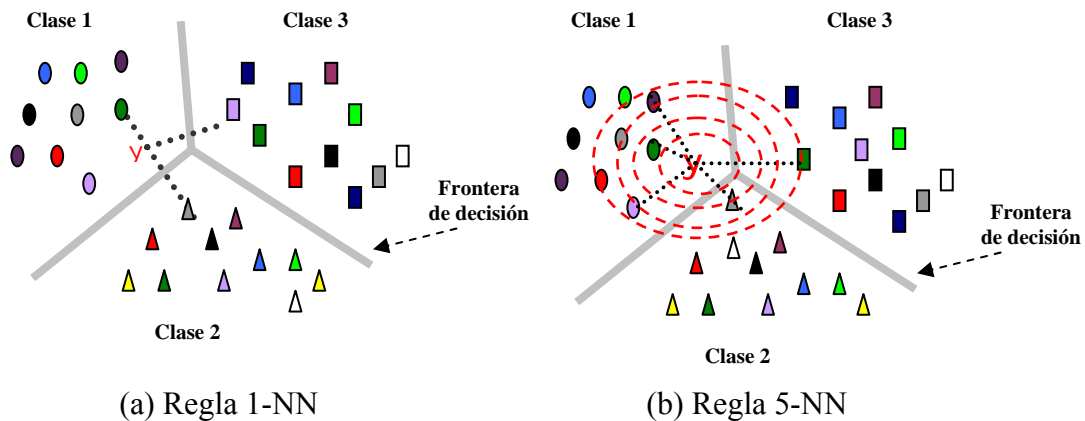 Clase 1
Clase 3
y
Frontera
de decisión
Clase 2
(a) Regla 1-NN
Clase 1
Clase 3
y
Frontera
de decisión
Clase 2
(b) Regla 5-NN